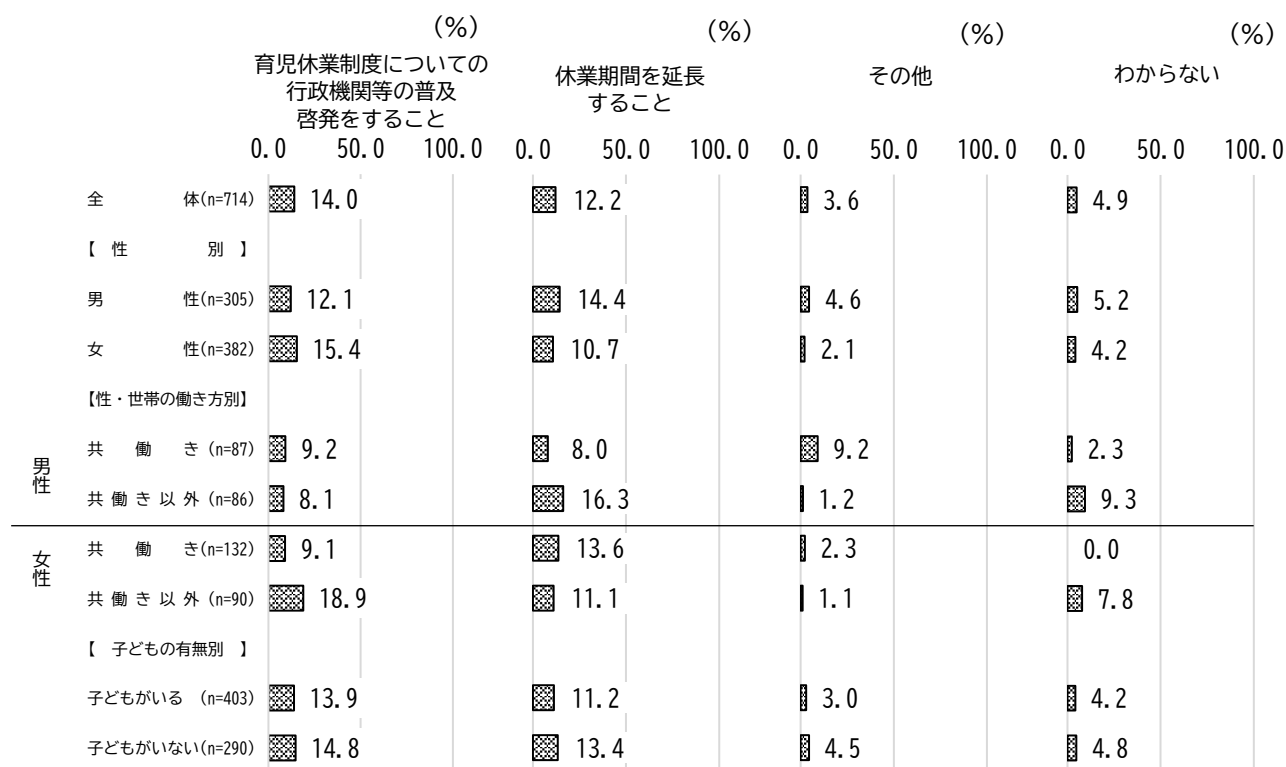 (%) (%) (%) (%)
育児休業制度についての
行政機関等の普及
啓発をすること
休業期間を延長
すること
その他
わからない
0.0 50.0 100.0 0.0 50.0 100.0 0.0 50.0 100.0 0.0 50.0 100.0
全 体(n=714) 14.0 12.2 3.6 4.9
【 性 別 】
男 性(n=305) 12.1 14.4 4.6 5.2
女 性(n=382) 15.4 10.7 2.1 4.2
【性・世帯の働き方別】
男性
共 働 き (n=87) 9.2 8.0 9.2 2.3
共 働 き 以 外 (n=86) 8.1 16.3 1.2 9.3
女性
共 働 き(n=132) 9.1 13.6 2.3 0.0
共 働 き 以 外 (n=90) 18.9 11.1 1.1 7.8
【 子どもの有無別 】
子どもがいる (n=403) 13.9 11.2 3.0 4.2
子どもがいない(n=290) 14.8 13.4 4.5 4.8